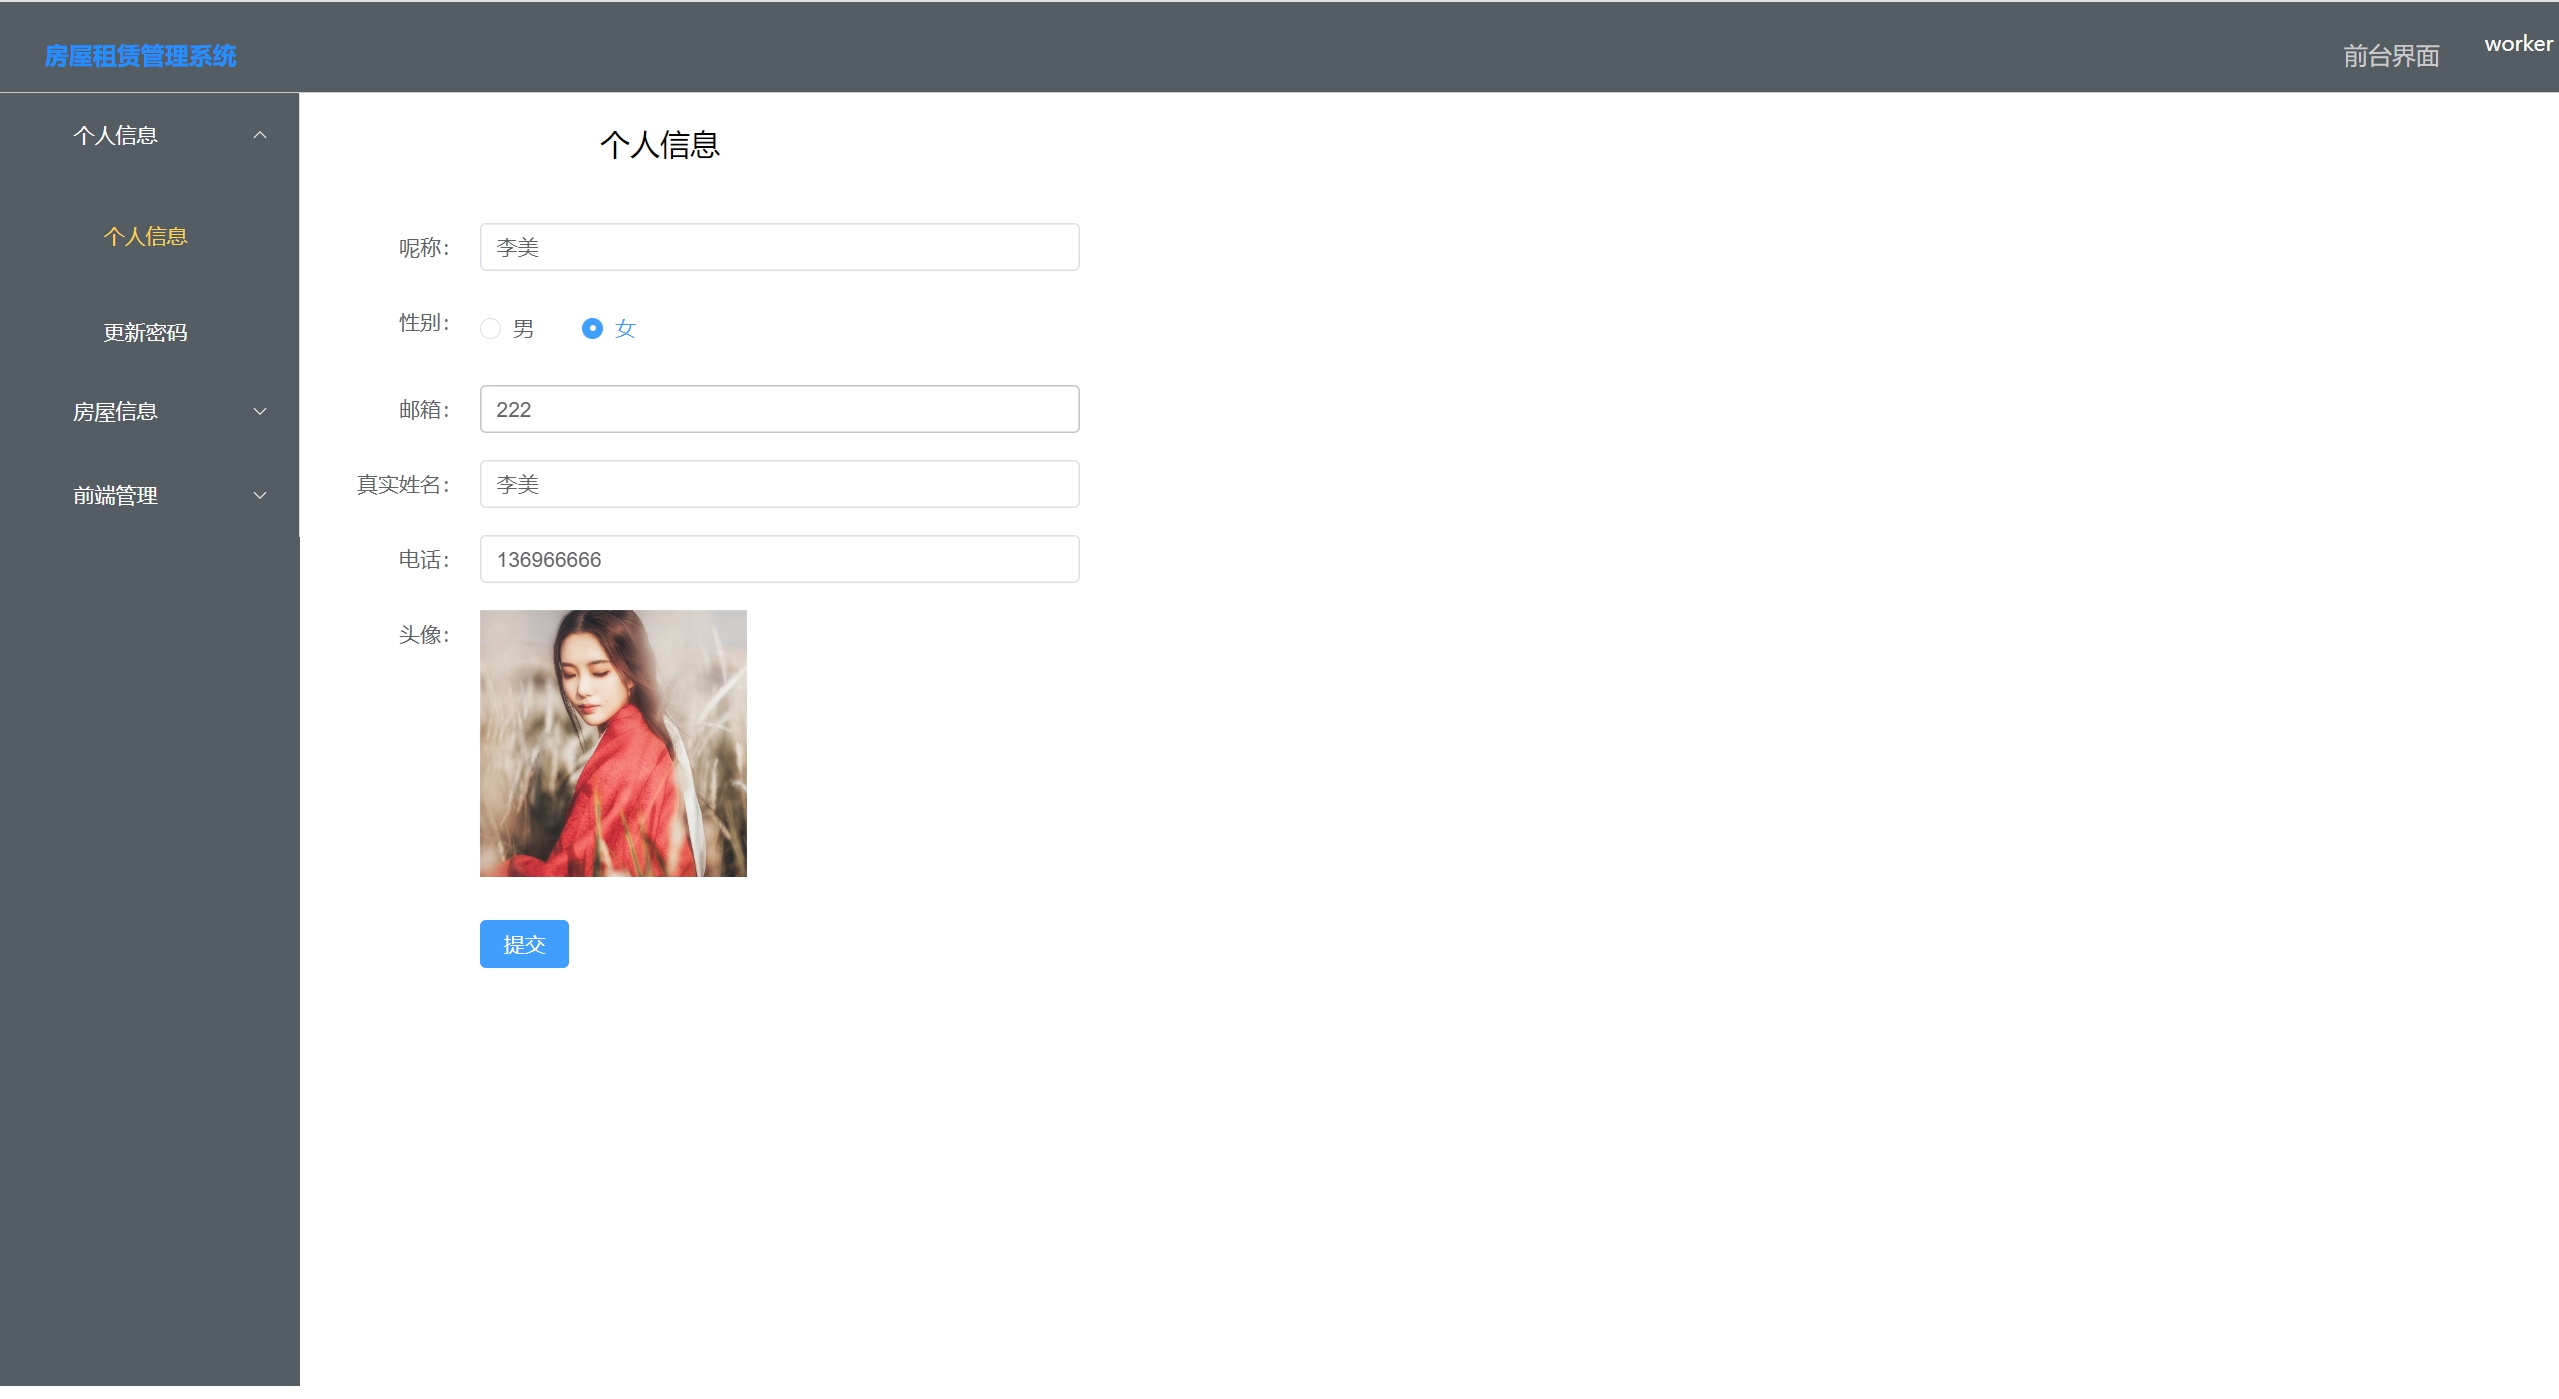 房屋租赁管理系统
前台界面
worker
个人信息
个人信息
更新密码
房屋信息
前端管理
个人信息
呢称： 李美
性别： 男 女
邮箱： 222
真实姓名： 李美
电话： 136966666
头像：
提交